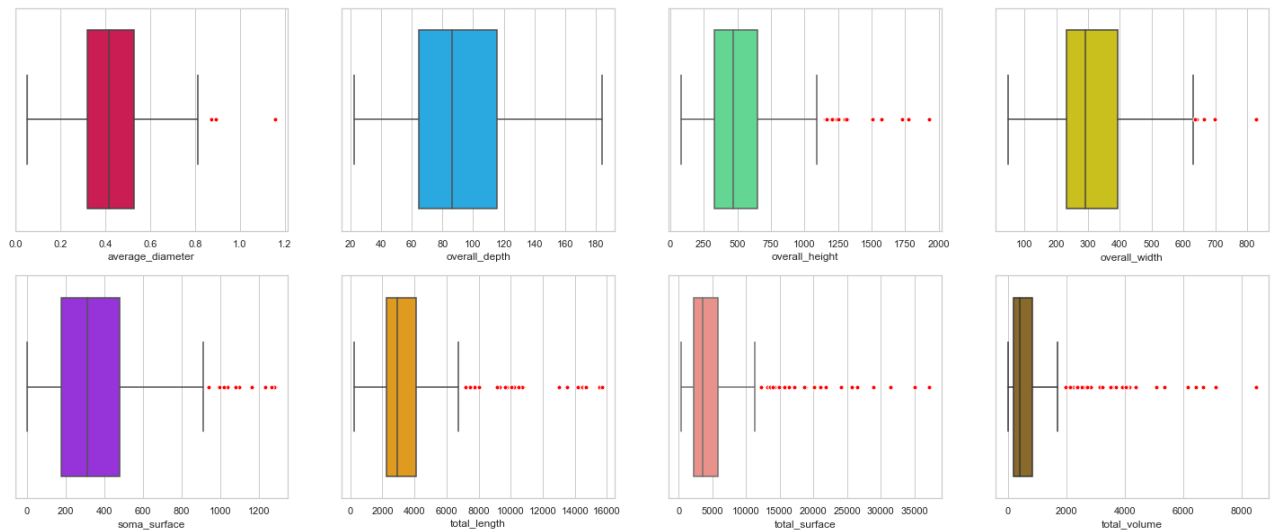 0.0 0.2 0.4 0.6 0.8 1.0 1.2
average_diameter
20 40 60 80 100 120 140 160 180
overall_depth
0 250 500 750 1000 1250 1500 1750 2000
overall_height
100 200 300 400 500 600 700 800
overall_width
0 200 400 600 800 1000 1200
soma_surface
0 2000 4000 6000 8000 10000 12000 14000 16000
total_length
0 5000 10000 15000 20000 25000 30000 35000
total_surface
0 2000 4000 6000 8000
total_volume